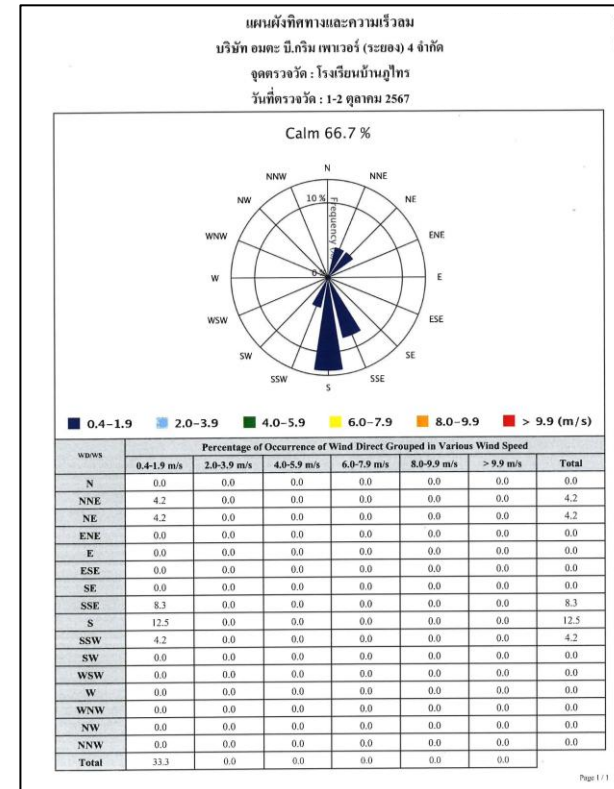 แผนผังทิศทางและความเร็วลม
บริษัท อมตะ บี.กริม เพาเวอร์ (ระยอง) 4 จำกัด
จุดตรวจวัด : โรงเรียนบ้านภูไทร
วันที่ตรวจวัด : 1-2 ตุลาคม 2567
Calm 66.7 %
N
NNW NNE
10 %
NW NE
WNW ENE
0 %
W E
WSW ESE
SW SE
SSW SSE
S
0.4-1.9 2.0-3.9 4.0-5.9 6.0-7.9 8.0-9.9 > 9.9 (m/s)
WD/WS Percentage of Occurrence of Wind Direct Grouped in Various Wind Speed
0.4-1.9 m/s 2.0-3.9 m/s 4.0-5.9 m/s 6.0-7.9 m/s 8.0-9.9 m/s > 9.9 m/s Total
N 0.0 0.0 0.0 0.0 0.0 0.0 0.0
NNE 4.2 0.0 0.0 0.0 0.0 0.0 4.2
NE 4.2 0.0 0.0 0.0 0.0 0.0 4.2
ENE 0.0 0.0 0.0 0.0 0.0 0.0 0.0
E 0.0 0.0 0.0 0.0 0.0 0.0 0.0
ESE 0.0 0.0 0.0 0.0 0.0 0.0 0.0
SE 0.0 0.0 0.0 0.0 0.0 0.0 0.0
SSE 8.3 0.0 0.0 0.0 0.0 0.0 8.3
S 12.5 0.0 0.0 0.0 0.0 0.0 12.5
SSW 4.2 0.0 0.0 0.0 0.0 0.0 4.2
SW 0.0 0.0 0.0 0.0 0.0 0.0 0.0
WSW 0.0 0.0 0.0 0.0 0.0 0.0 0.0
W 0.0 0.0 0.0 0.0 0.0 0.0 0.0
WNW 0.0 0.0 0.0 0.0 0.0 0.0 0.0
NW 0.0 0.0 0.0 0.0 0.0 0.0 0.0
NNW 0.0 0.0 0.0 0.0 0.0 0.0 0.0
Total 33.3 0.0 0.0 0.0 0.0 0.0
Page 1 / 1
Frequency